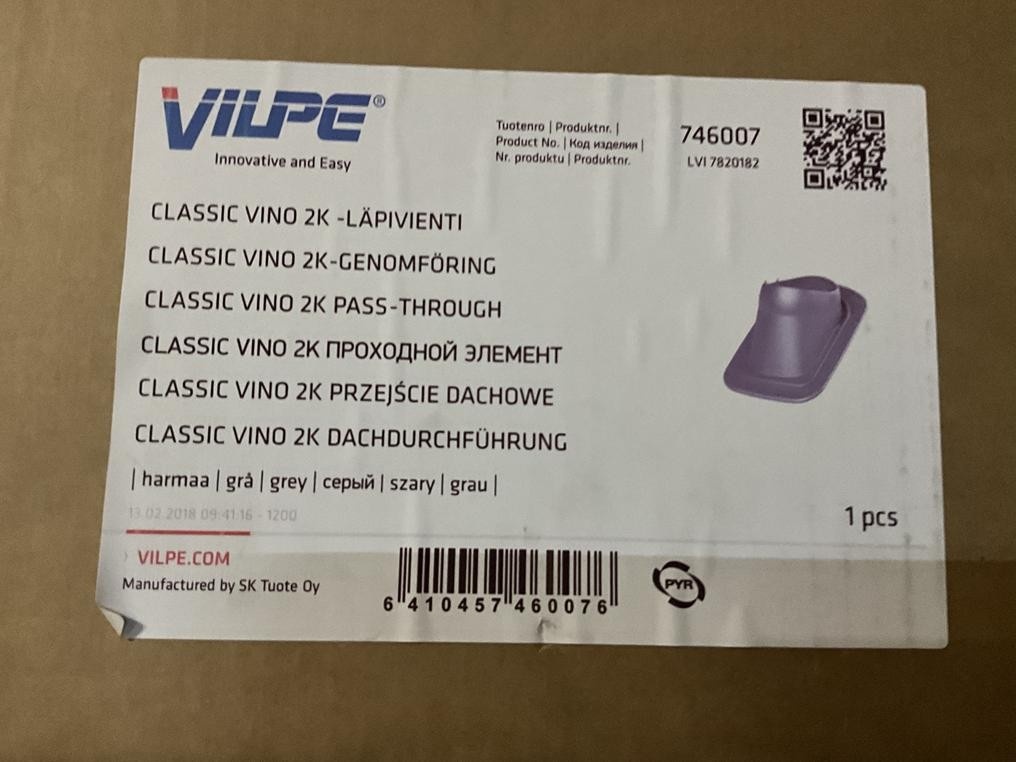 VILPE®
Innovative and Easy
Tuotenro | Produktnr. |
Product No. | Код изделия |
Nr. produktu | Produktnr.
746007
LVI 7820182
CLASSIC VINO 2K -LÄPIVIENTI
CLASSIC VINO 2K-GENOMFÖRING
CLASSIC VINO 2K PASS-THROUGH
CLASSIC VINO 2K ПРОХОДНОЙ ЭЛЕМЕНТ
CLASSIC VINO 2K PRZEJŚCIE DACHOWE
CLASSIC VINO 2K DACHDURCHFÜHRUNG
| harmaa | grå | grey | серый | szary | grau |
13.02.2018 09:41:16 - 1200
1 pcs
› VILPE.COM
Manufactured by SK Tuote Oy
6 410457 460076
PYR